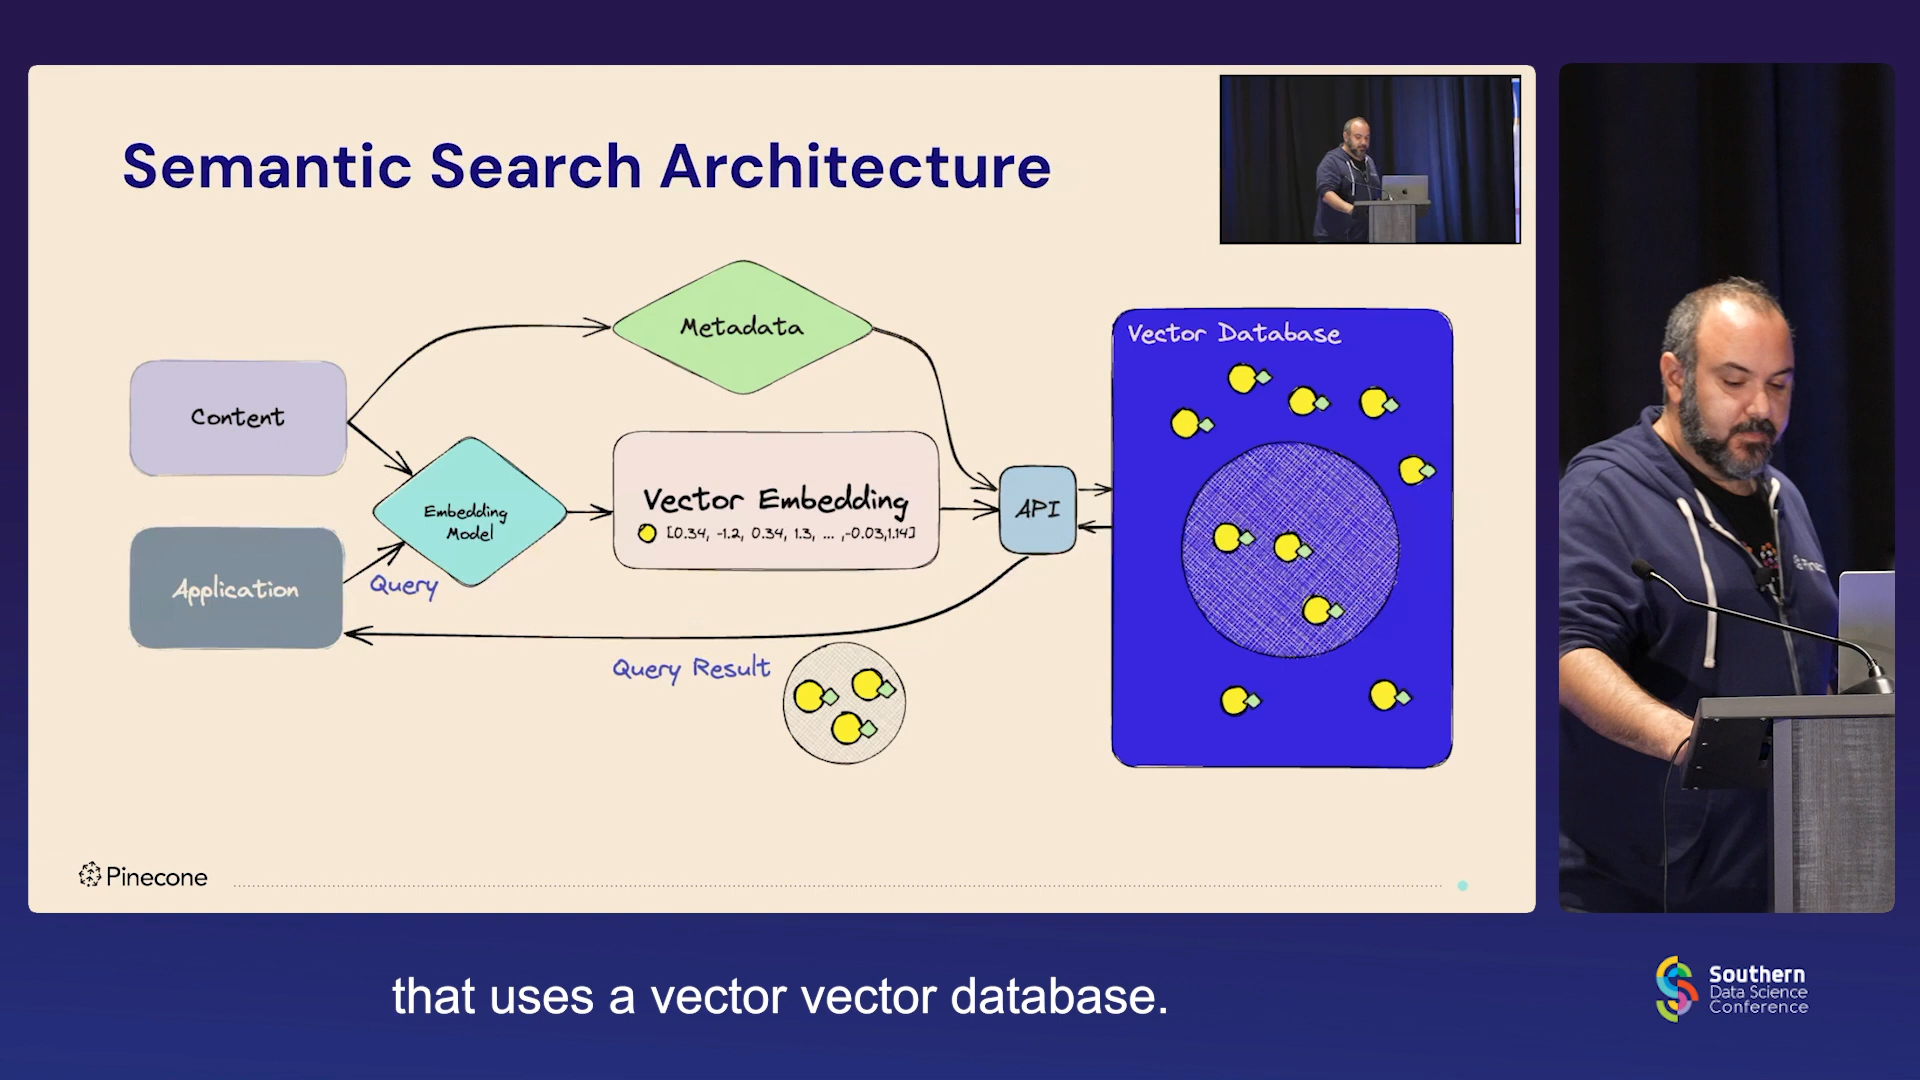 Semantic Search Architecture
Metadata
Vector Database
Content
Embedding
Model
Vector Embedding
[0.34, -1.2, 0.34, 1.3, ... ,-0.03,1.14]
API
Application
Query
Query Result
Pinecone
that uses a vector vector database.
Southern
Data Science
Conference